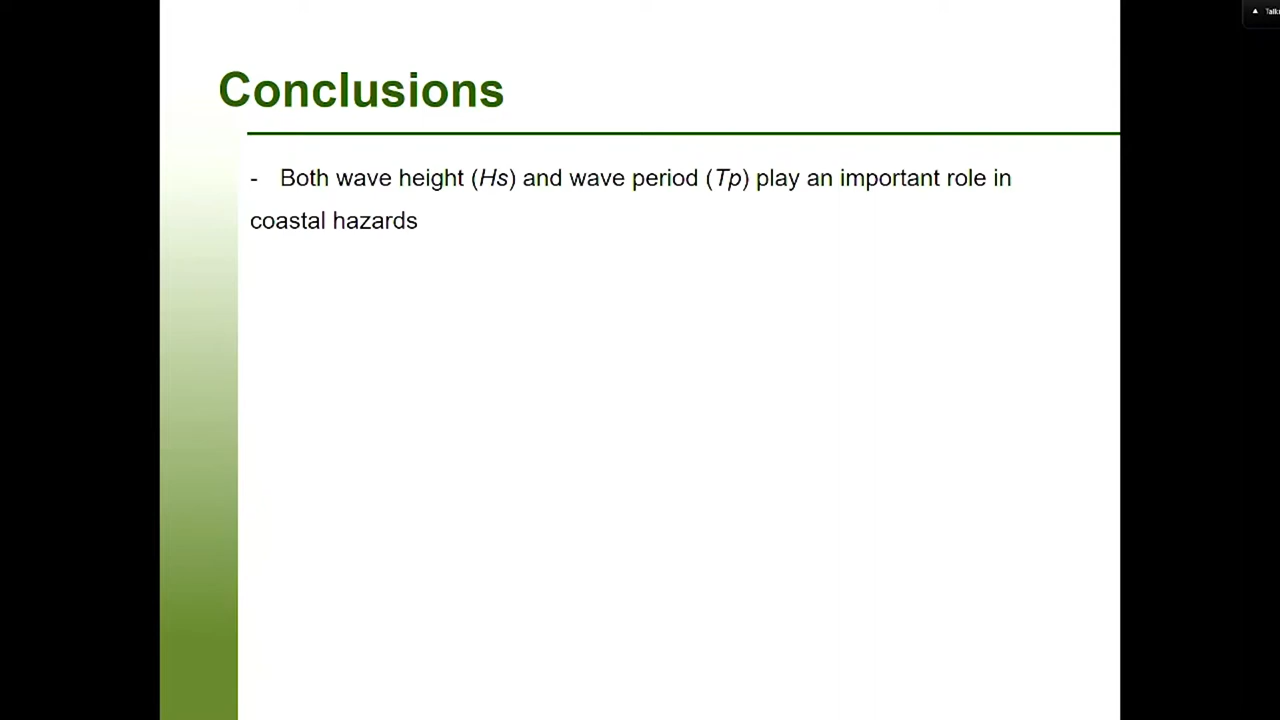 Conclusions
- Both wave height (Hs) and wave period (Tp) play an important role in
coastal hazards